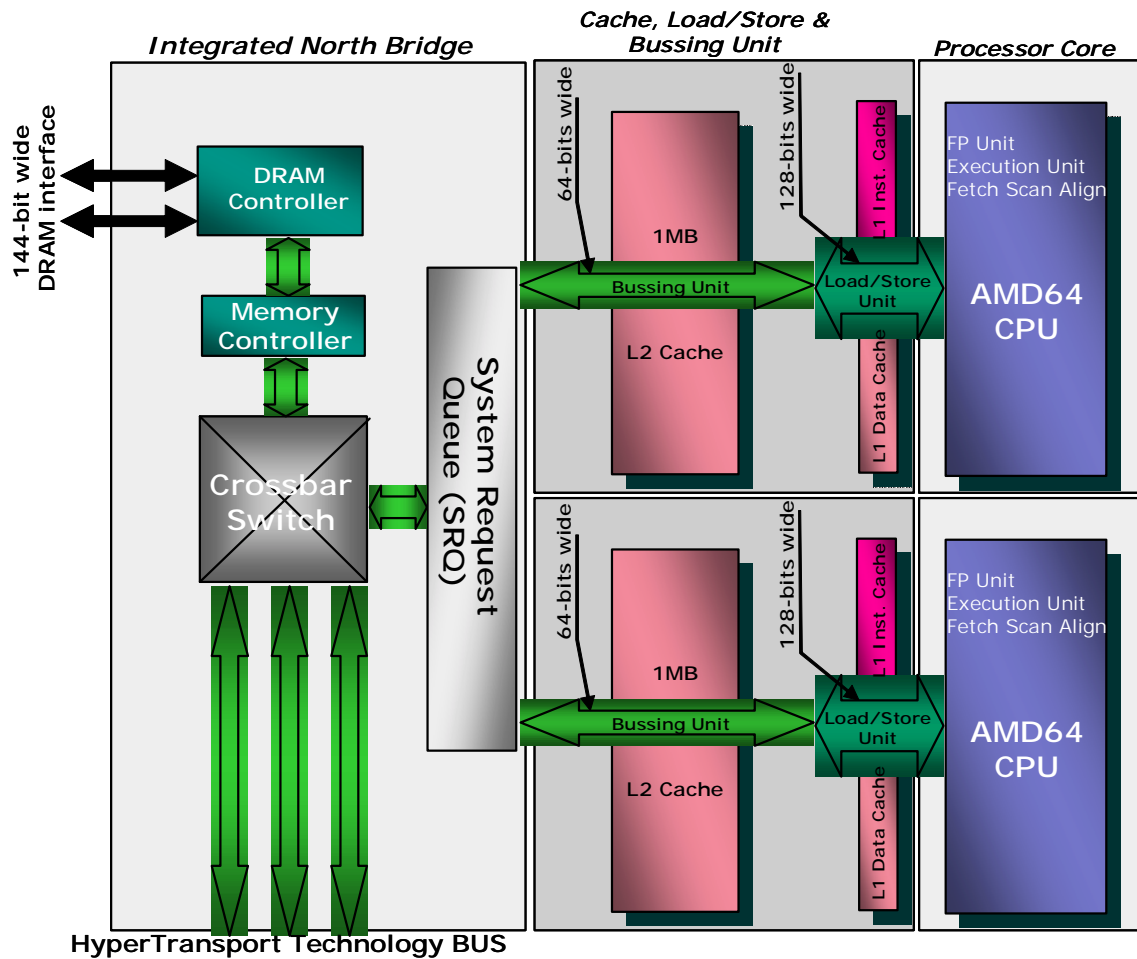 Integrated North Bridge
Cache, Load/Store &
Bussing Unit
Processor Core
144-bit wide
DRAM interface
DRAM
Controller
Memory
Controller
Crossbar
Switch
System Request
Queue (SRQ)
HyperTransport Technology BUS
64-bits wide
1MB
Bussing Unit
L2 Cache
128-bits wide
L1 Inst. Cache
Load/Store
Unit
L1 Data Cache
FP Unit
Execution Unit
Fetch Scan Align
AMD64
CPU
64-bits wide
1MB
Bussing Unit
L2 Cache
128-bits wide
L1 Inst. Cache
Load/Store
Unit
L1 Data Cache
FP Unit
Execution Unit
Fetch Scan Align
AMD64
CPU